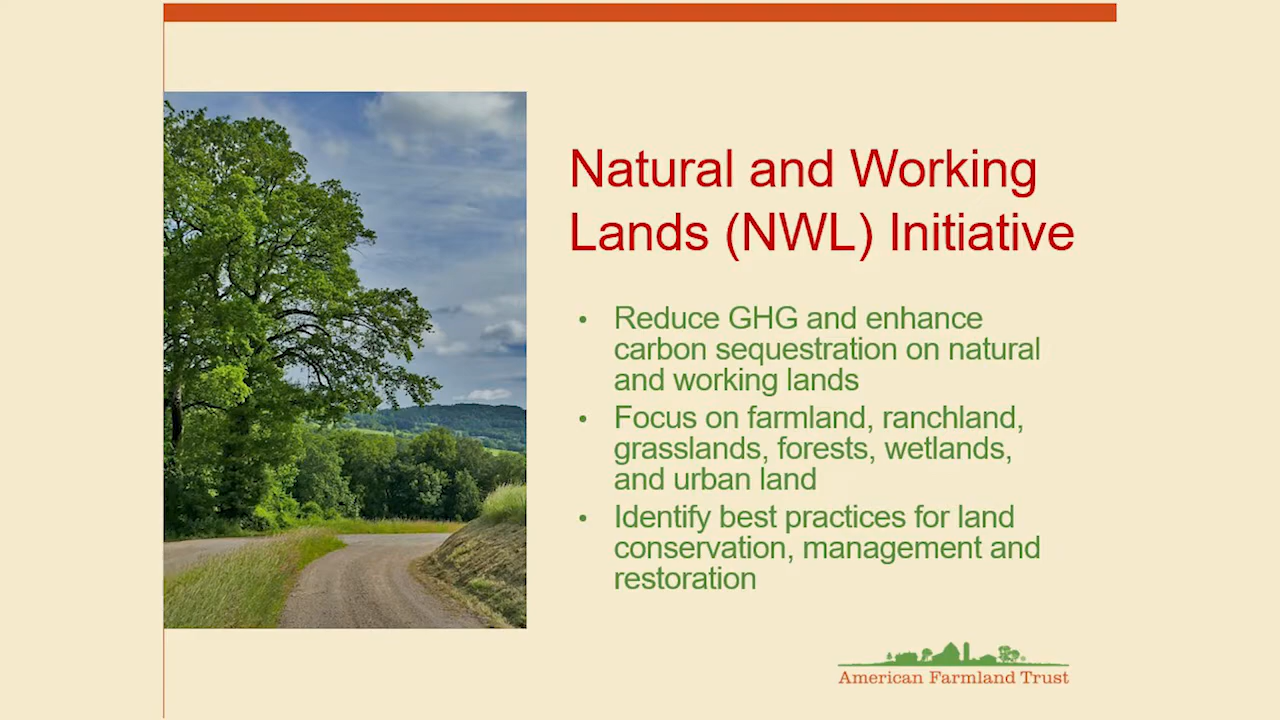 Natural and Working
Lands (NWL) Initiative
• Reduce GHG and enhance
carbon sequestration on natural
and working lands
• Focus on farmland, ranchland,
grasslands, forests, wetlands,
and urban land
• Identify best practices for land
conservation, management and
restoration
American Farmland Trust